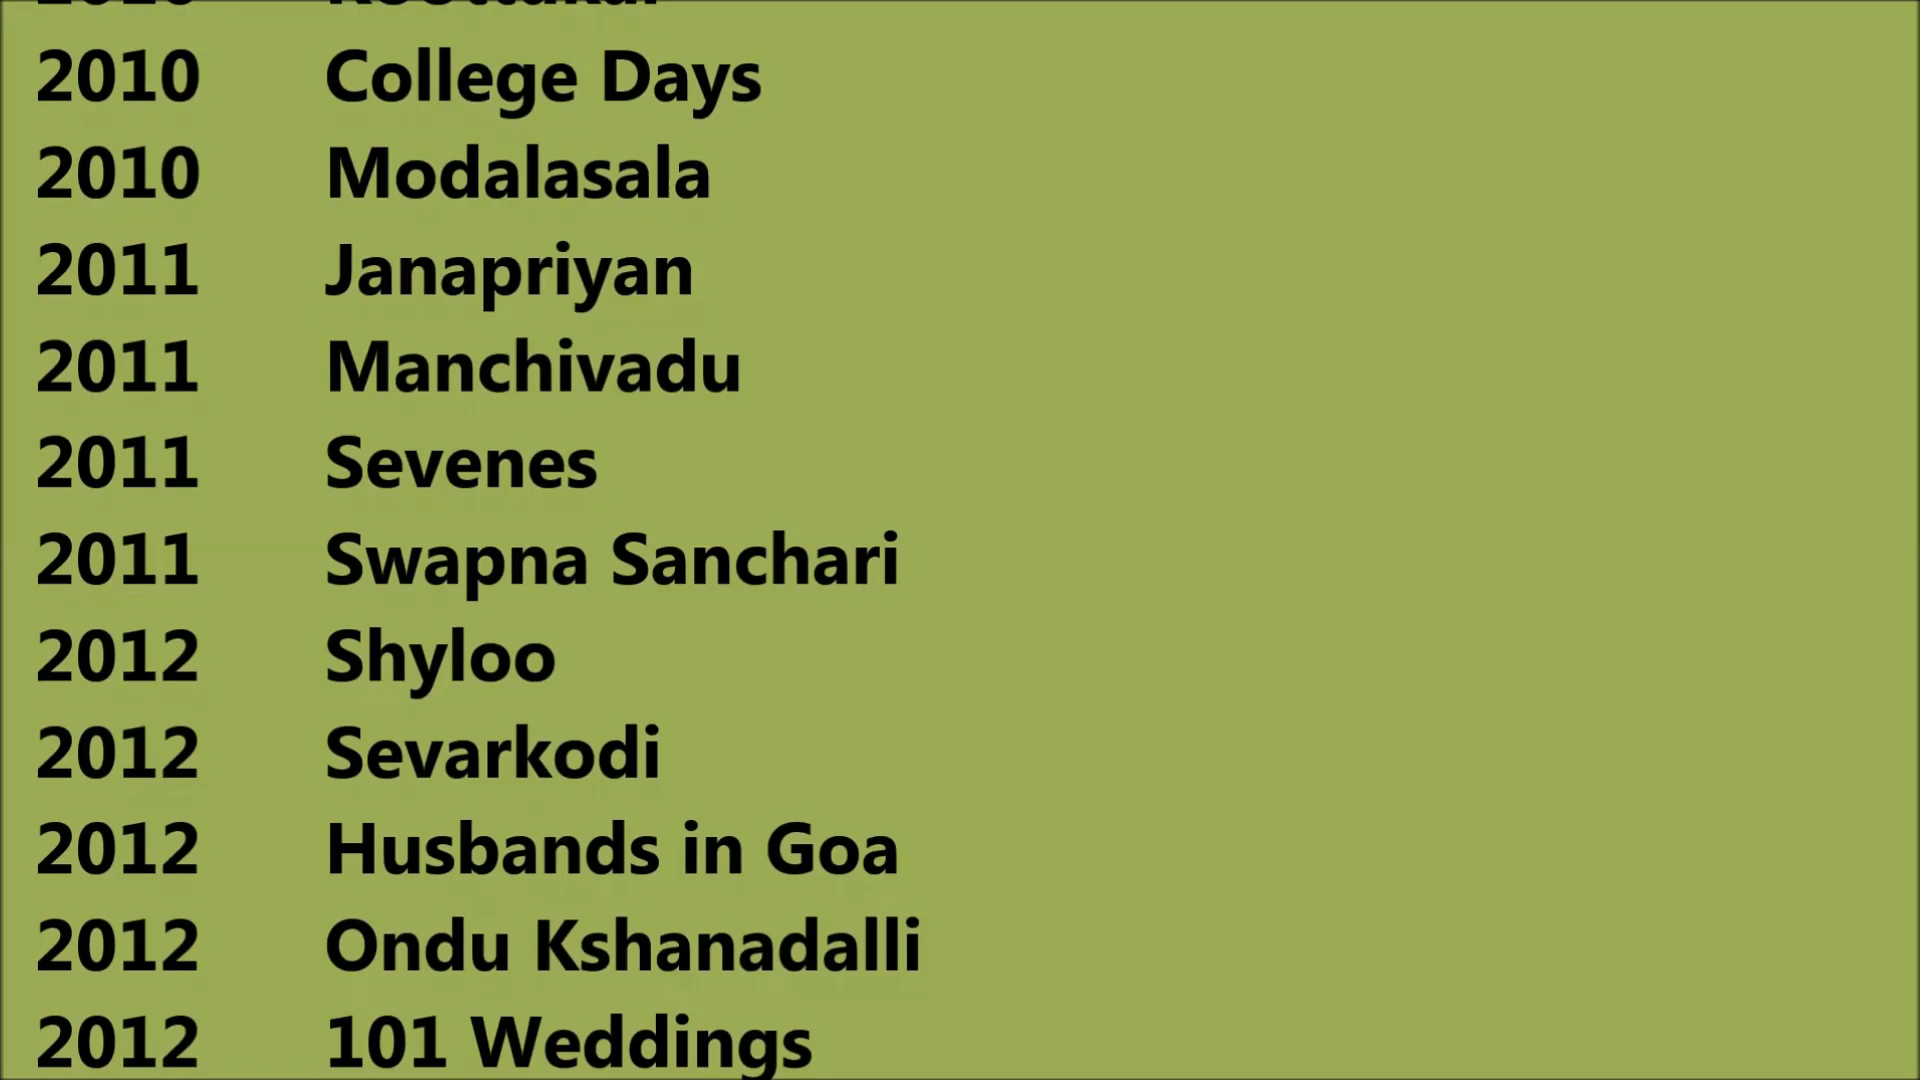 2010 College Days
2010 Modalasala
2011 Janapriyan
2011 Manchivadu
2011 Sevenes
2011 Swapna Sanchari
2012 Shyloo
2012 Sevarkodi
2012 Husbands in Goa
2012 Ondu Kshanadalli
2012 101 Weddings